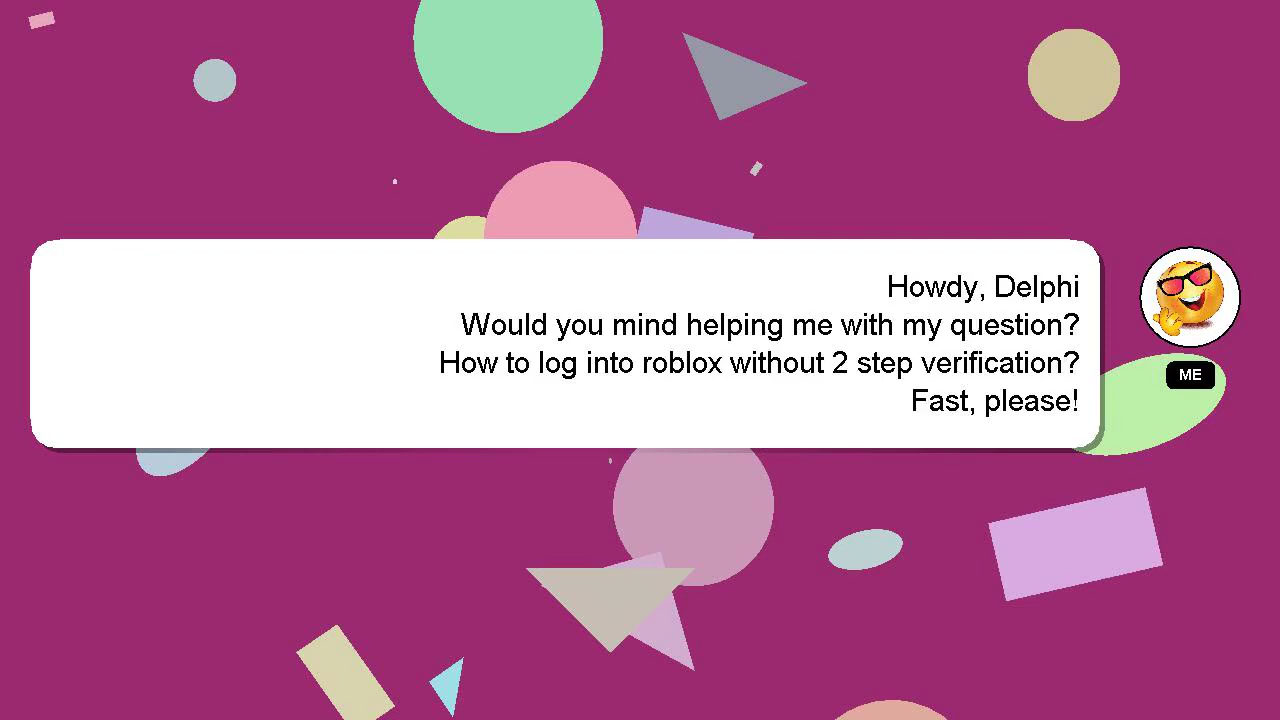 Howdy, Delphi
Would you mind helping me with my question?
How to log into roblox without 2 step verification?
Fast, please!
ME